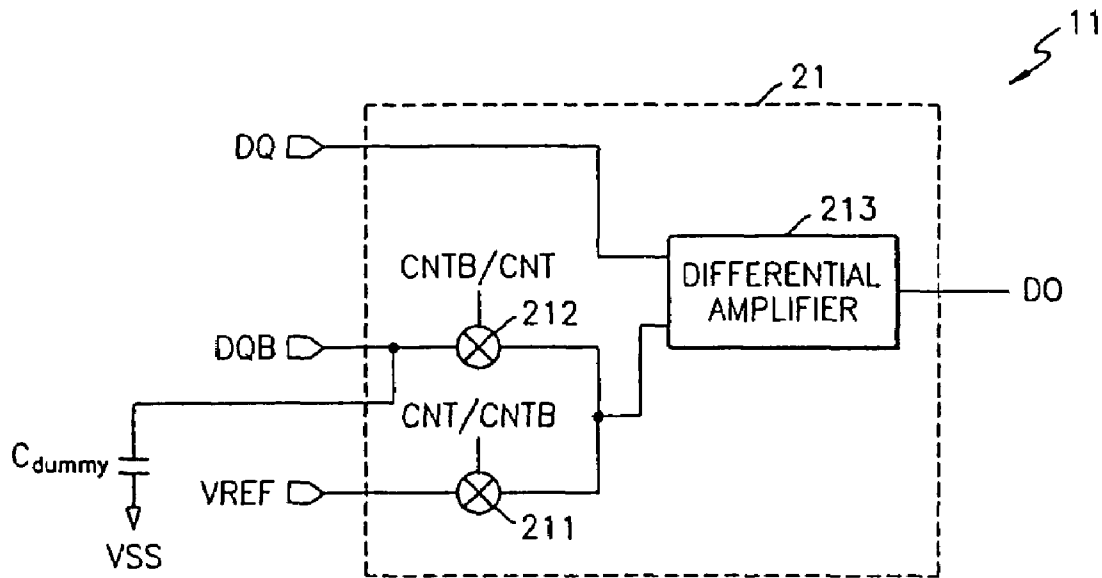 11
21
DQ
213
CNTB/CNT
DIFFERENTIAL
AMPLIFIER
DO
212
DQB
CNT/CNTB
Cdummy
VREF
211
VSS